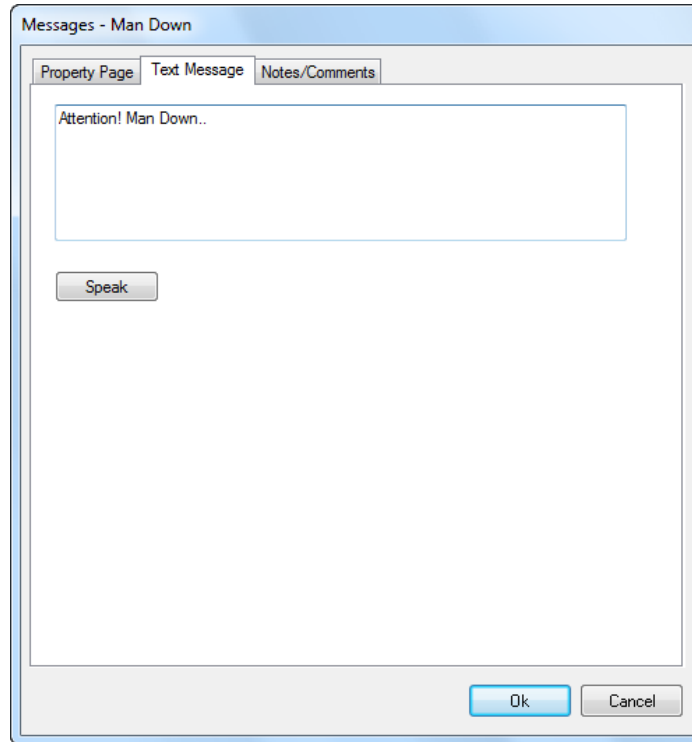 Messages - Man Down
Property Page Text Message Notes/Comments
Attention! Man Down..
Speak
Ok Cancel